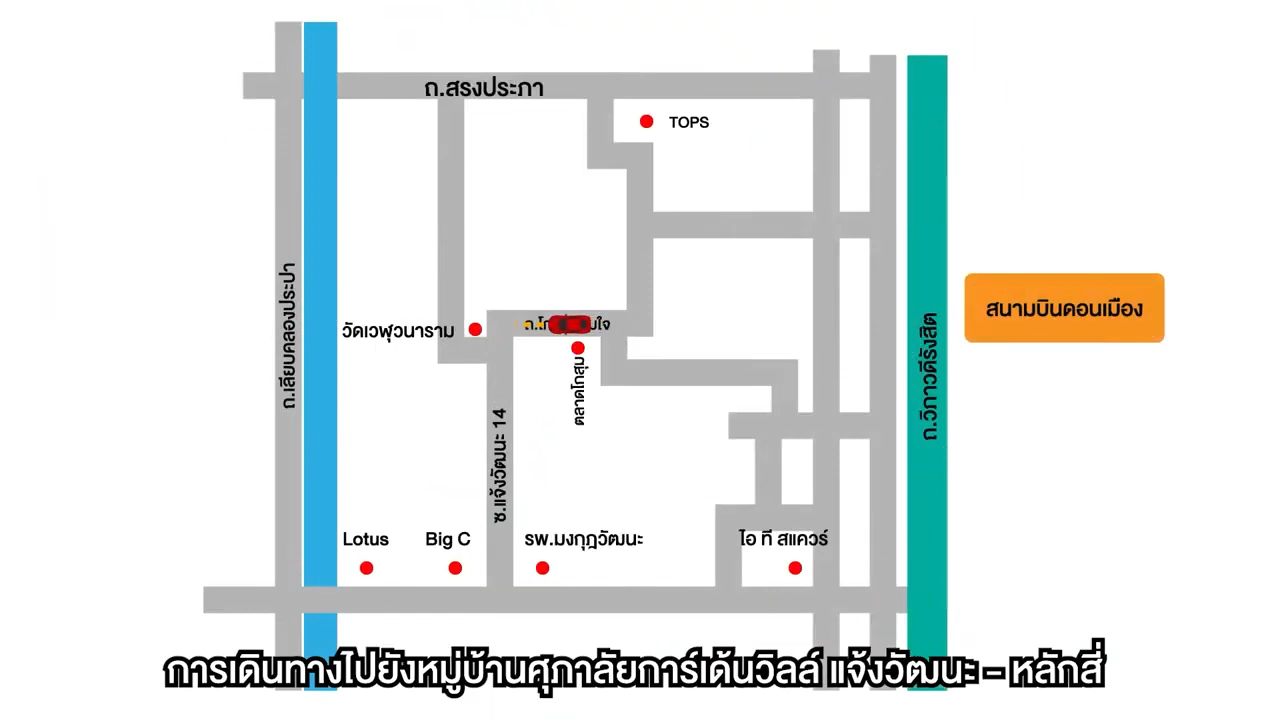 ถ.สรงประภา
TOPS
ถ.เลียบคลองประปา
สนามบินดอนเมือง
วัดเวฬุวนาราม
ถ.วิภาวดีรังสิต
ตลาดโกสุม
ซ.แจ้งวัฒนะ 14
Lotus
Big C
รพ.มงกุฎวัฒนะ
ไอ ที สแควร์
การเดินทางไปยังหมู่บ้านศุภาลัยการ์เด้นวิลล์ แจ้งวัฒนะ - หลักสี่